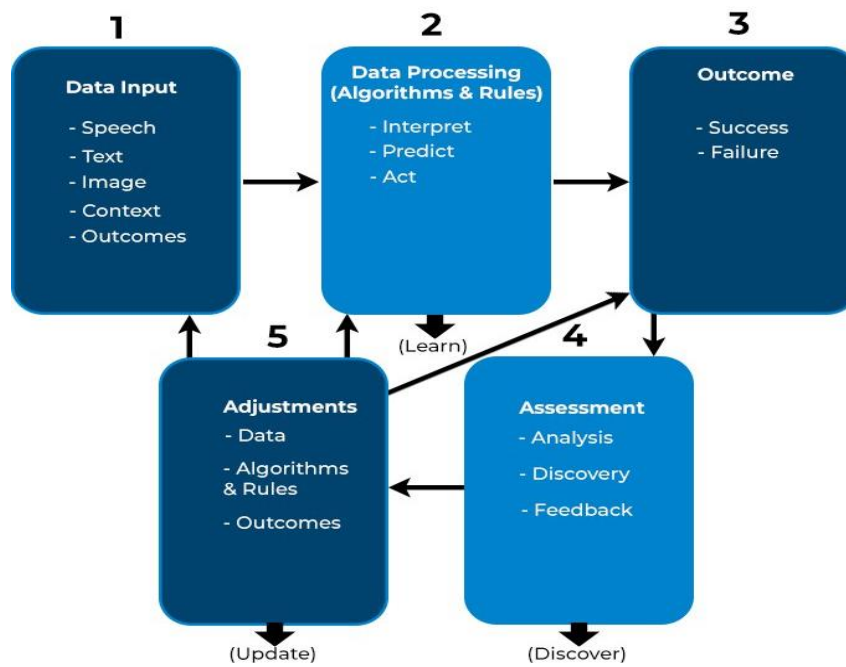 1
2
3
Data Input
- Speech
- Text
- Image
- Context
- Outcomes
Data Processing
(Algorithms & Rules)
- Interpret
- Predict
- Act
(Learn)
Outcome
- Success
- Failure
4
Assessment
- Analysis
- Discovery
- Feedback
(Discover)
5
Adjustments
- Data
- Algorithms
& Rules
- Outcomes
(Update)